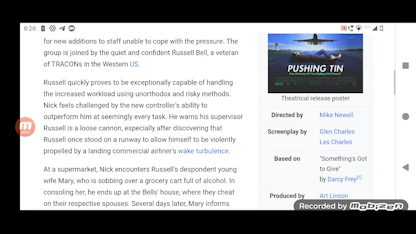 8:28
for new additions to staff unable to cope with the pressure. The
group is joined by the quiet and confident Russell Bell, a veteran
of TRACONs in the Western US.
Russell quickly proves to be exceptionally capable of handling
the increased workload using unorthodox and risky methods.
Nick feels challenged by the new controller's ability to
outperform him at seemingly every task. He warns his supervisor
Russell is a loose cannon, especially after discovering that
Russell once stood on a runway to allow himself to be violently
propelled by a landing commercial airliner's wake turbulence.
At a supermarket, Nick encounters Russell's despondent young
wife Mary, who is sobbing over a grocery cart full of alcohol. In
consoling her, he ends up at the Bells' house, where they cheat
on their respective spouses. Several days later, Mary informs
PUSHING TIN
Theatrical release poster
Directed by Mike Newell
Screenplay by Glen Charles
Les Charles
Based on "Something's Got
to Give"
by Darcy Frey[1]
Produced by Art Linson
Recorded by Mobizen